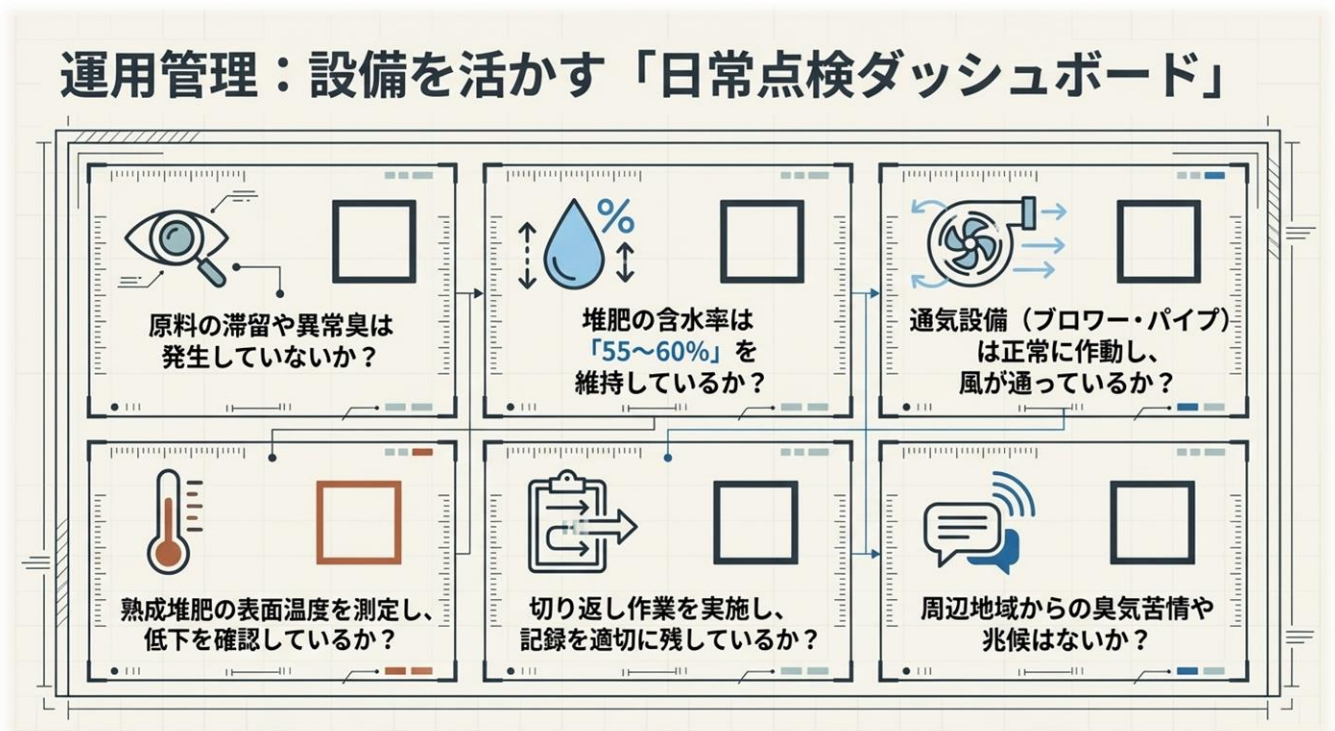 運用管理：設備を活かす「日常点検ダッシュボード」
原料の滞留や異常臭は
発生していないか？
%
堆肥の含水率は
「55〜60%」を
維持しているか？
通気設備（ブロワー・パイプ）
は正常に作動し、
風が通っているか？
熟成堆肥の表面温度を測定し、
低下を確認しているか？
切り返し作業を実施し、
記録を適切に残しているか？
周辺地域からの臭気苦情や
兆候はないか？